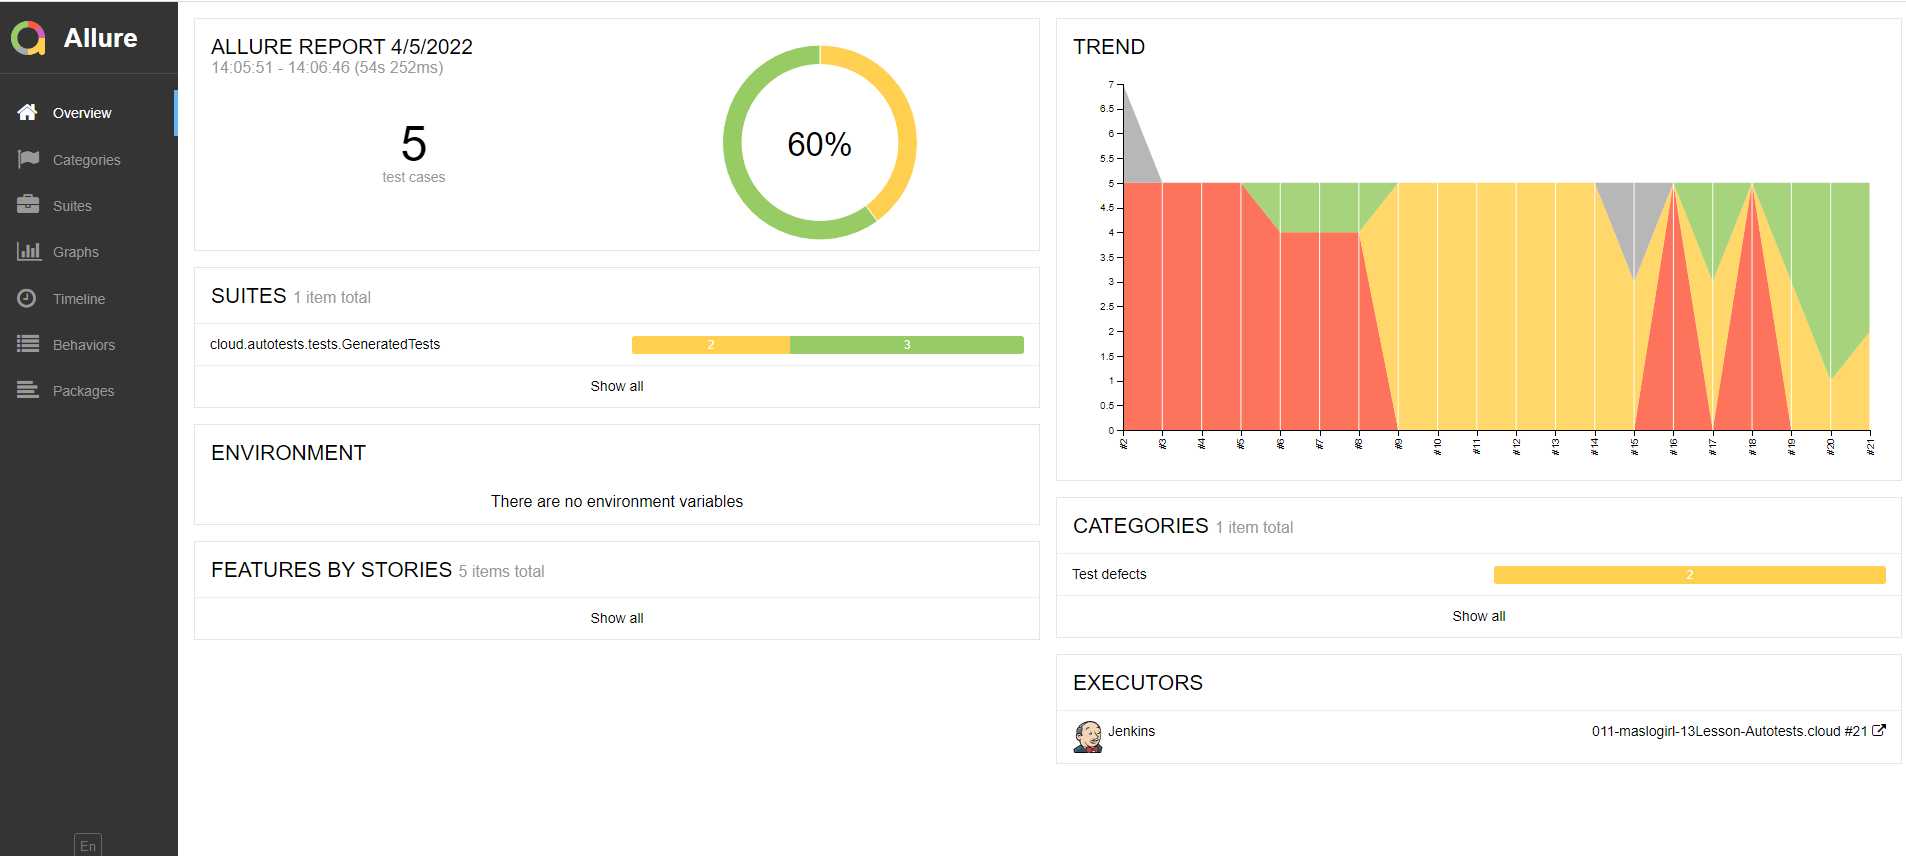 Allure
Overview
Categories
Suites
Graphs
Timeline
Behaviors
Packages
En
ALLURE REPORT 4/5/2022
14:05:51 - 14:06:46 (54s 252ms)
5
test cases
60%
SUITES 1 item total
cloud.autotests.tests.GeneratedTests 2 3
Show all
ENVIRONMENT
There are no environment variables
FEATURES BY STORIES 5 items total
Show all
TREND
7
6.5
6
5.5
5
4.5
4
3.5
3
2.5
2
1.5
1
0.5
0
#2 #3 #4 #5 #6 #7 #8 #9 #10 #11 #12 #13 #14 #15 #16 #17 #18 #19 #20 #21
CATEGORIES 1 item total
Test defects 2
Show all
EXECUTORS
Jenkins 011-maslogirl-13Lesson-Autotests.cloud #21